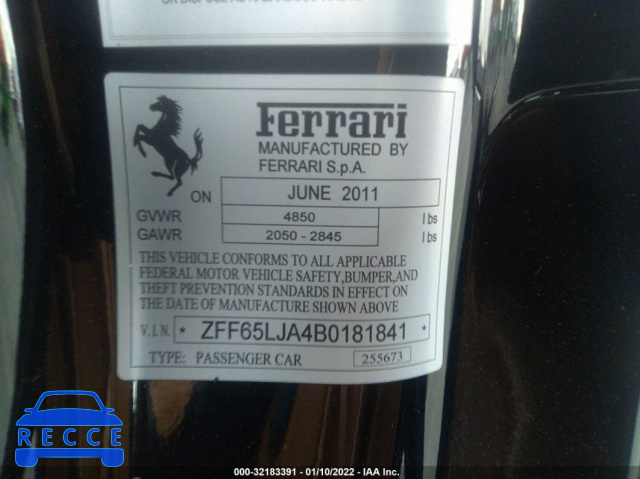 Ferrari
MANUFACTURED BY
FERRARI S.p.A.
ON JUNE 2011
GVWR 4850 lbs
GAWR 2050 - 2845 lbs
THIS VEHICLE CONFORMS TO ALL APPLICABLE
FEDERAL MOTOR VEHICLE SAFETY,BUMPER,AND
THEFT PREVENTION STANDARDS IN EFFECT ON
THE DATE OF MANUFACTURE SHOWN ABOVE
V.I.N. * ZFF65LJA4B0181841 *
TYPE: PASSENGER CAR 255673
RECCE
000-32183391 - 01/10/2022 - IAA Inc.